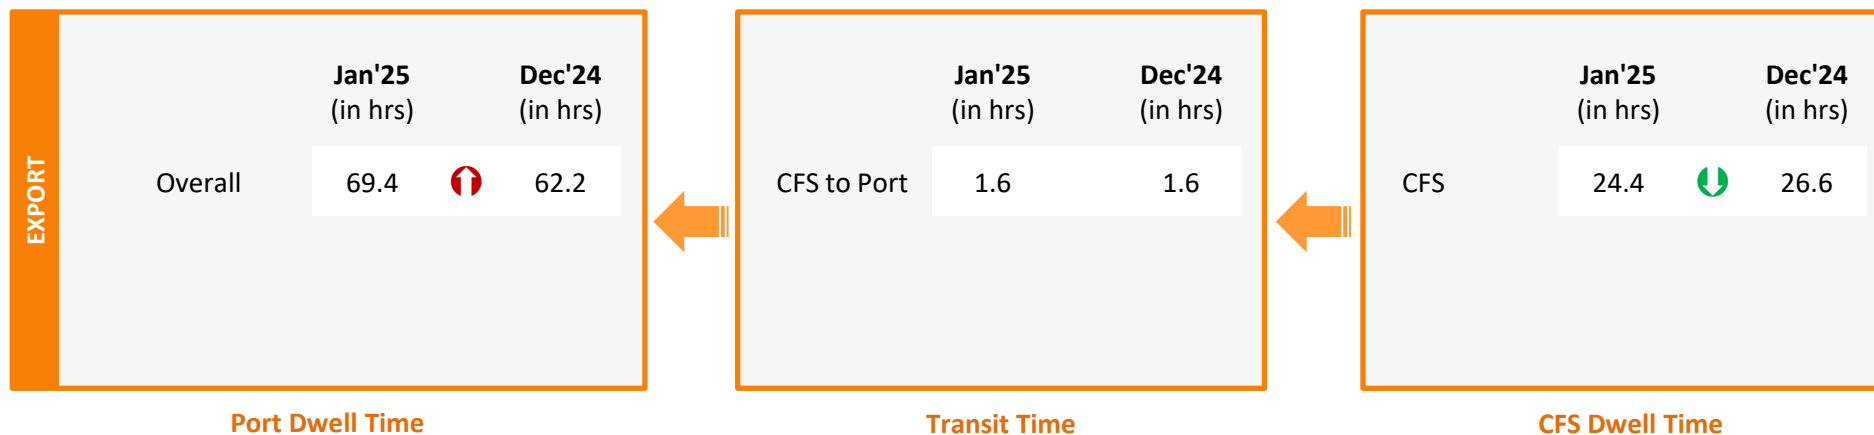 EXPORT
Jan'25 Dec'24
(in hrs) (in hrs)
Overall 69.4 62.2
Port Dwell Time
Jan'25 Dec'24
(in hrs) (in hrs)
CFS to Port 1.6 1.6
Transit Time
Jan'25 Dec'24
(in hrs) (in hrs)
CFS 24.4 26.6
CFS Dwell Time